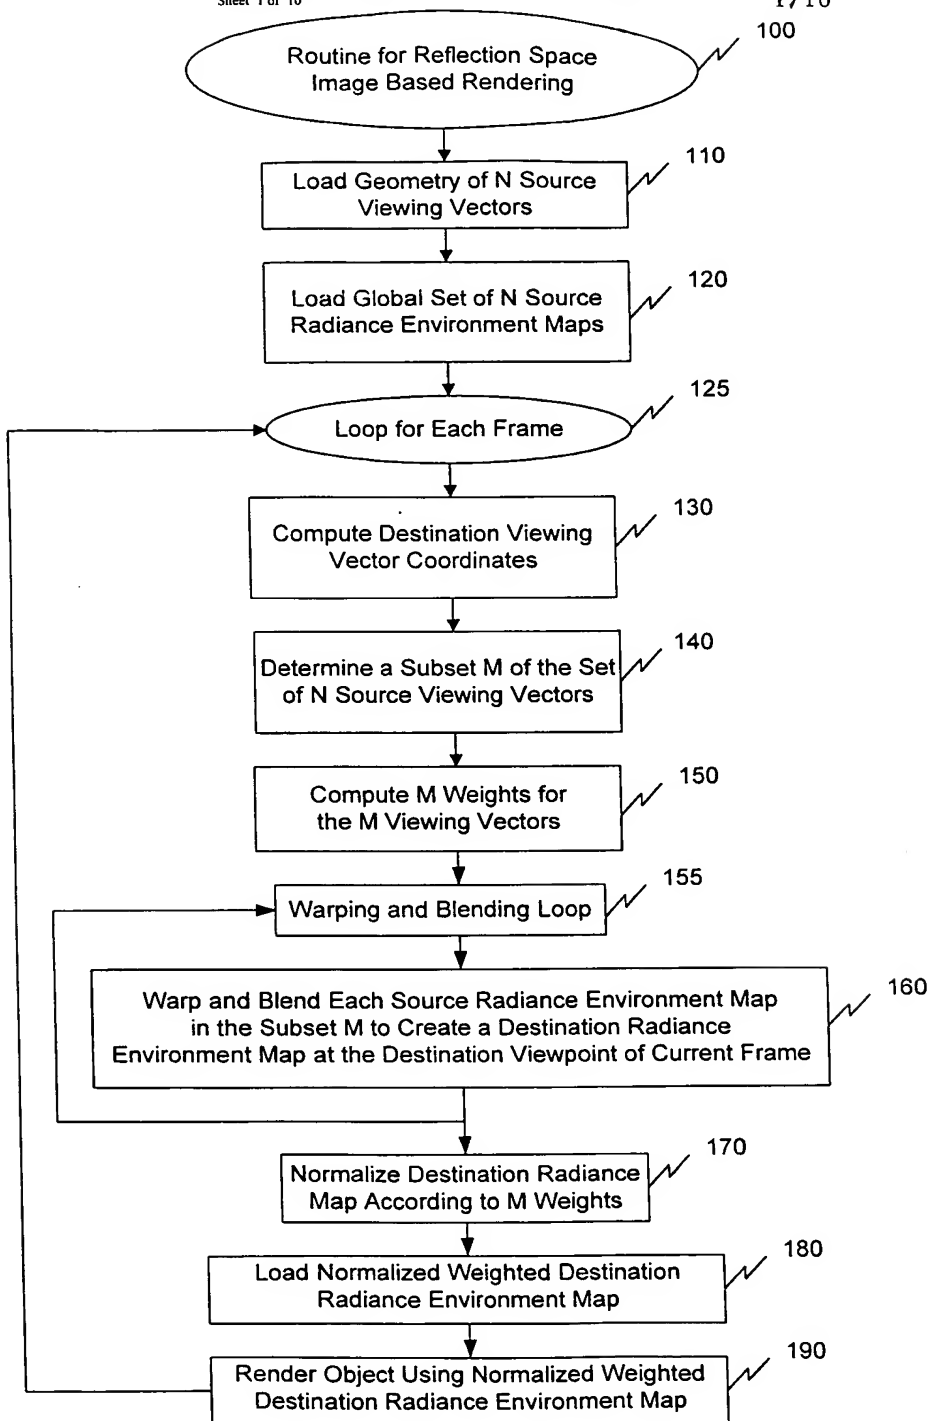 Sheet 1 of 10
1/10
100
Routine for Reflection Space
Image Based Rendering
110
Load Geometry of N Source
Viewing Vectors
120
Load Global Set of N Source
Radiance Environment Maps
125
Loop for Each Frame
130
Compute Destination Viewing
Vector Coordinates
140
Determine a Subset M of the Set
of N Source Viewing Vectors
150
Compute M Weights for
the M Viewing Vectors
155
Warping and Blending Loop
160
Warp and Blend Each Source Radiance Environment Map
in the Subset M to Create a Destination Radiance
Environment Map at the Destination Viewpoint of Current Frame
170
Normalize Destination Radiance
Map According to M Weights
180
Load Normalized Weighted Destination
Radiance Environment Map
190
Render Object Using Normalized Weighted
Destination Radiance Environment Map